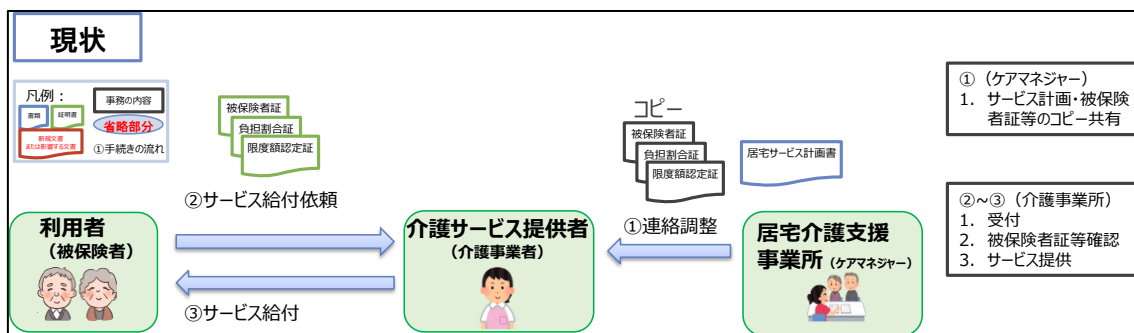 現状
凡例：
書類
証明書
事務の内容
省略部分
新規文書
または影響する文書
①手続きの流れ
被保険者証
負担割合証
限度額認定証
コピー
被保険者証
負担割合証
限度額認定証
居宅サービス計画書
①（ケアマネジャー）
1. サービス計画・被保険
者証等のコピー共有
②サービス給付依頼
①連絡調整
利用者
（被保険者）
介護サービス提供者
（介護事業者）
居宅介護支援
事業所（ケアマネジャー）
③サービス給付
②~③（介護事業所）
1. 受付
2. 被保険者証等確認
3. サービス提供